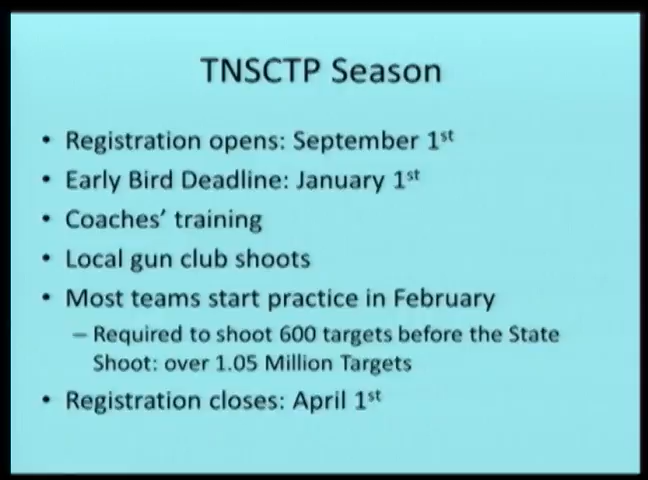 TNSCTP Season
• Registration opens: September 1st
• Early Bird Deadline: January 1st
• Coaches' training
• Local gun club shoots
• Most teams start practice in February
– Required to shoot 600 targets before the State
Shoot: over 1.05 Million Targets
• Registration closes: April 1st